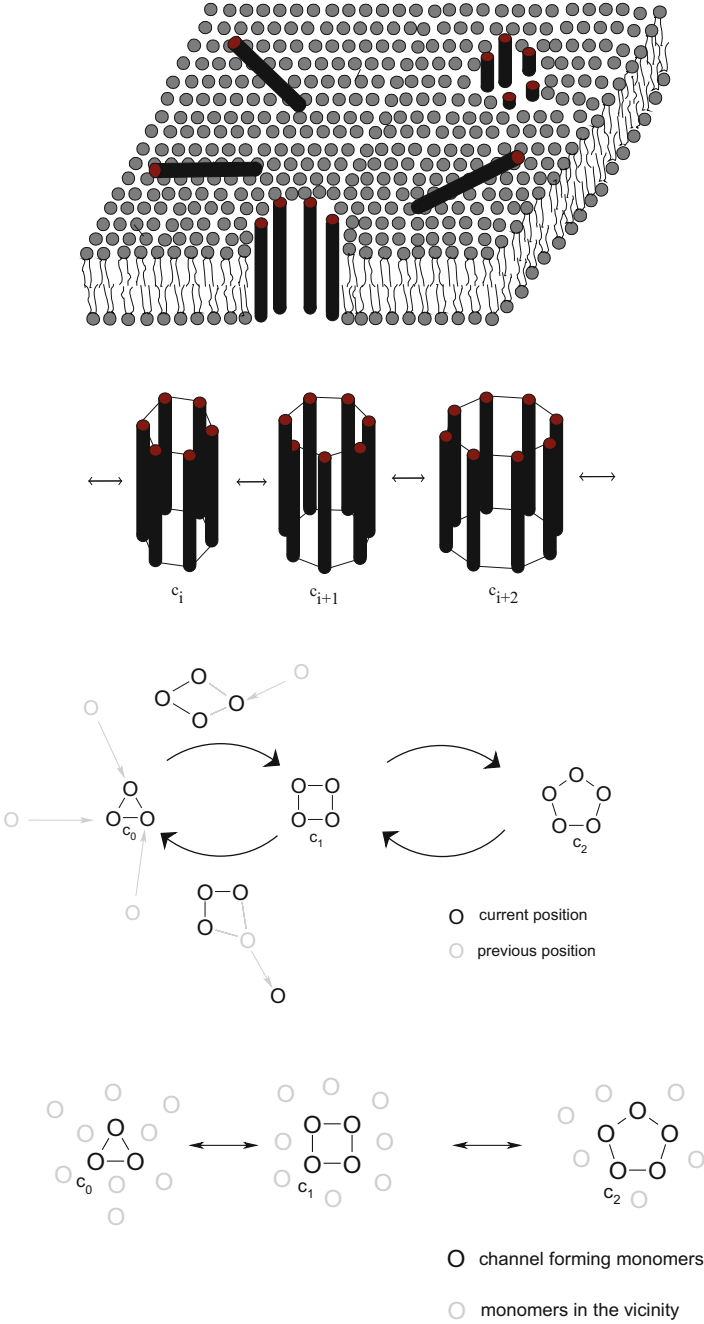 c_i c_{i+1} c_{i+2}
c_0 c_1 c_2
current position
previous position
c_0 c_1 c_2
channel forming monomers
monomers in the vicinity